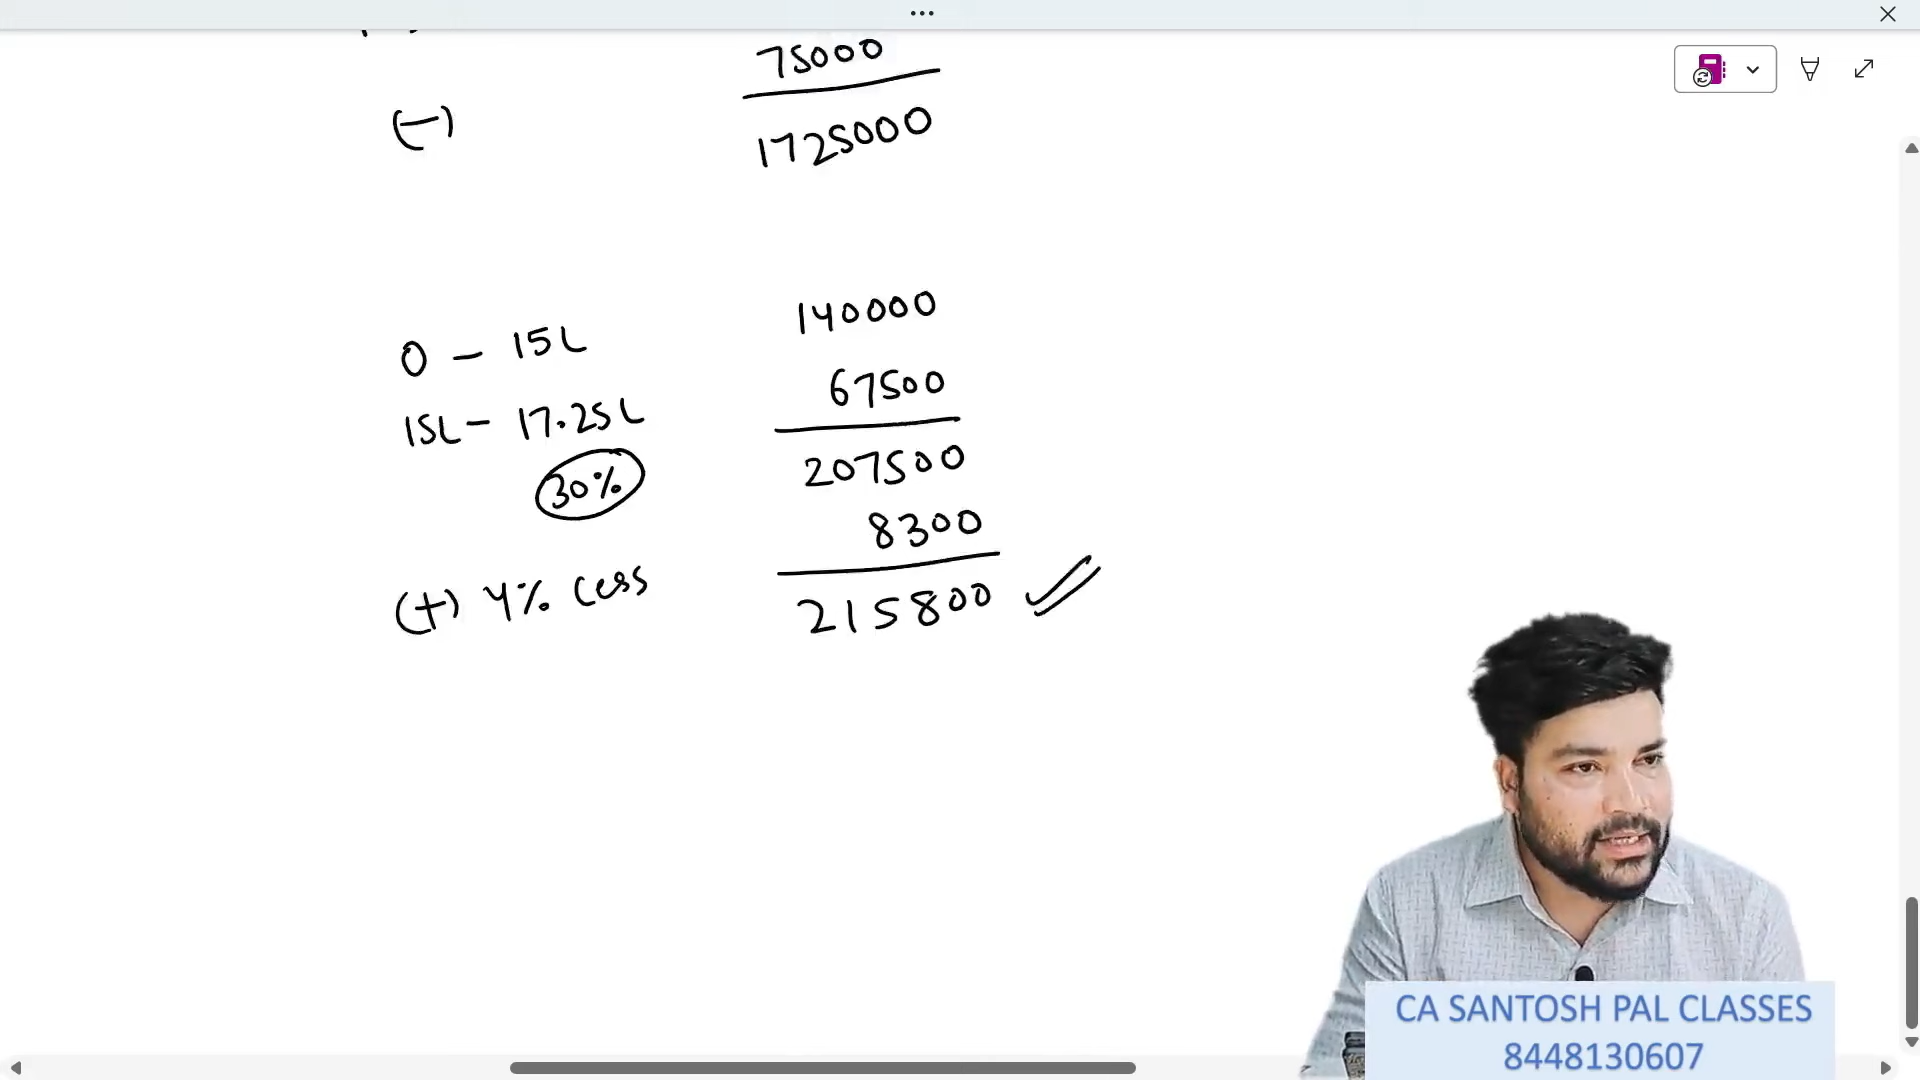 75000
(-) 1725000
0 - 15L 140000
15L - 17.25L 67500
30% 207500
8300
(+) 4% Cess 215800
CA SANTOSH PAL CLASSES
8448130607